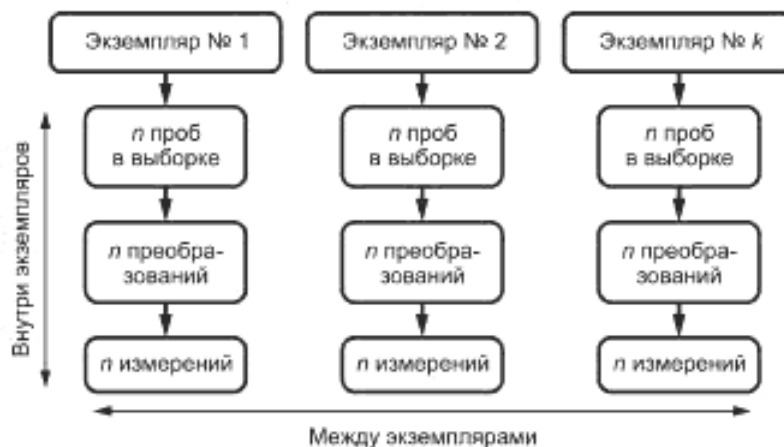 Экземпляр № 1
Экземпляр № 2
Экземпляр № k
n проб
в выборке
n проб
в выборке
n проб
в выборке
Внутри экземпляров
n преобра-
зований
n преобра-
зований
n преобра-
зований
n измерений
n измерений
n измерений
Между экземплярами